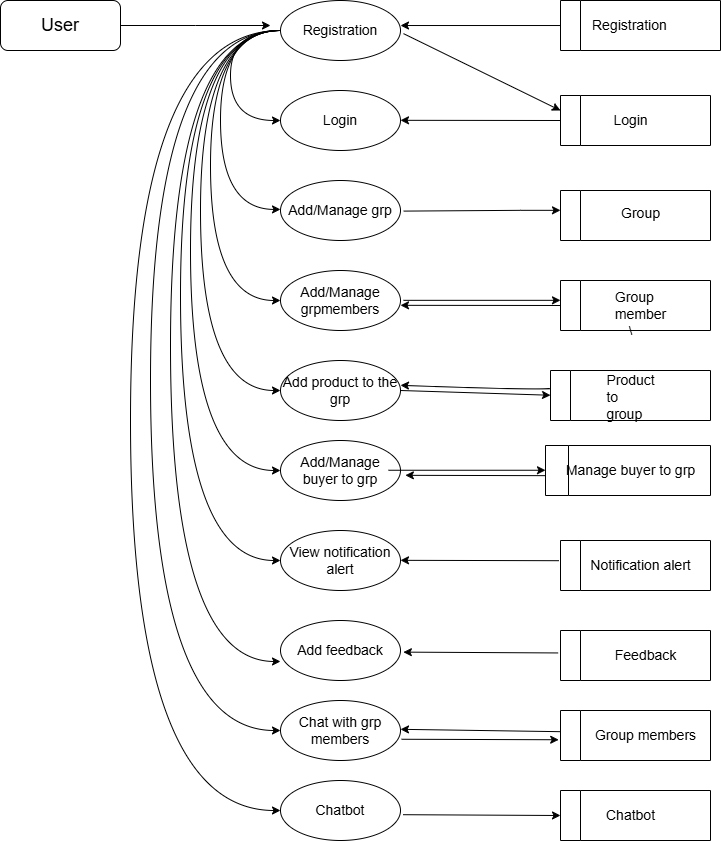 User
Registration
Registration
Login
Login
Add/Manage grp
Group
Add/Manage
grpmembers
Group
member
\
Add product to the
grp
Product
to
group
Add/Manage
buyer to grp
Manage buyer to grp
View notification
alert
Notification alert
Add feedback
Feedback
Chat with grp
members
Group members
Chatbot
Chatbot